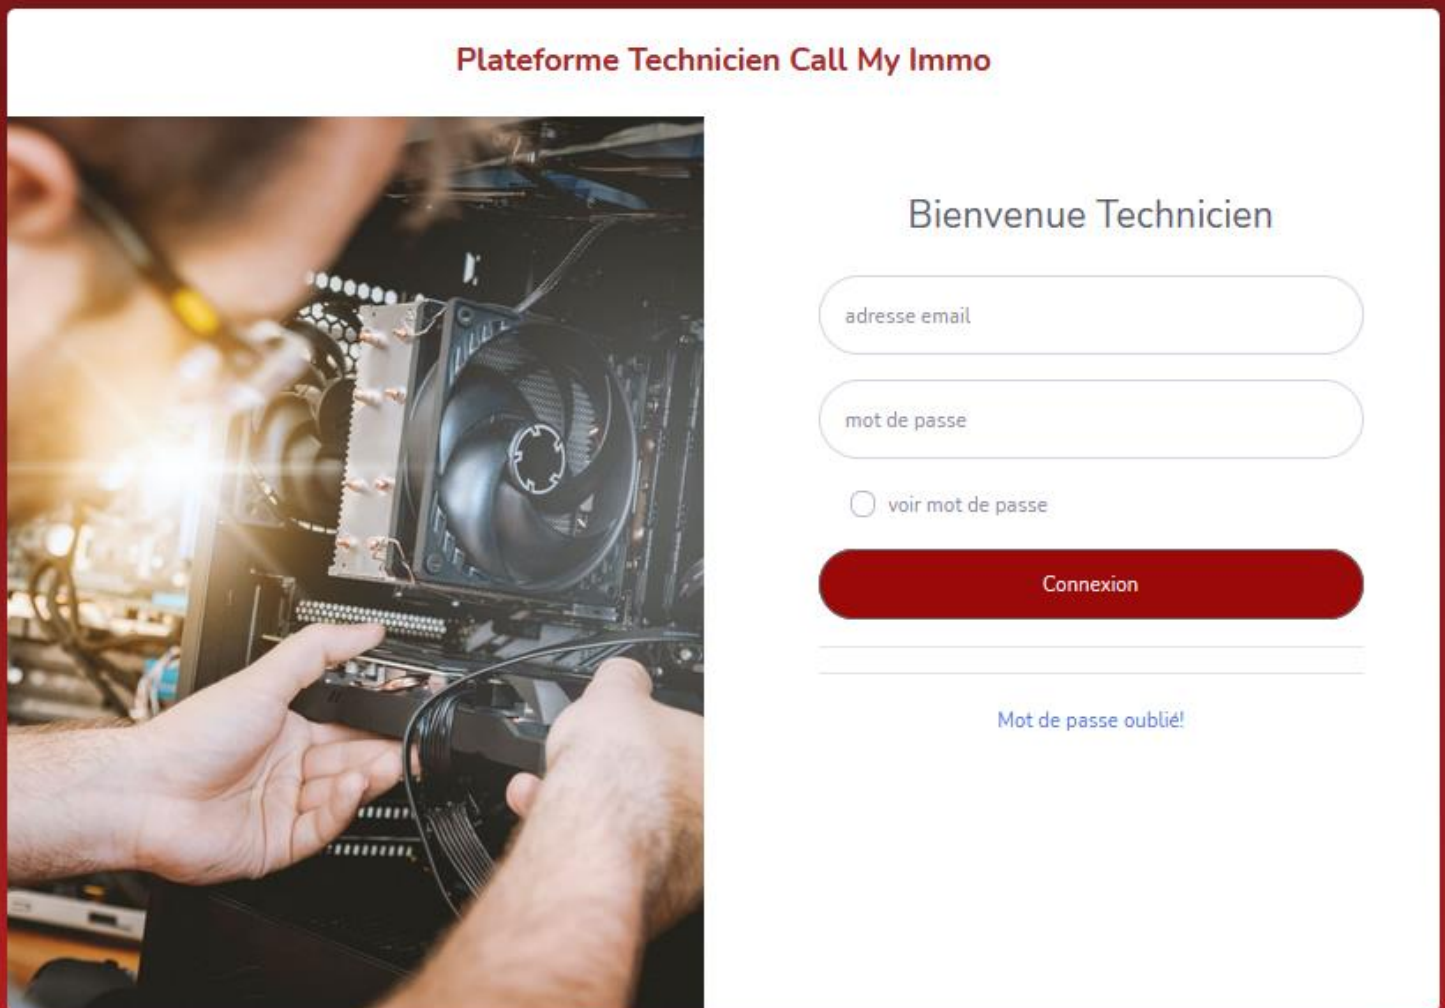 Plateforme Technicien Call My Immo
Bienvenue Technicien
adresse email
mot de passe
voir mot de passe
Connexion
Mot de passe oublié!